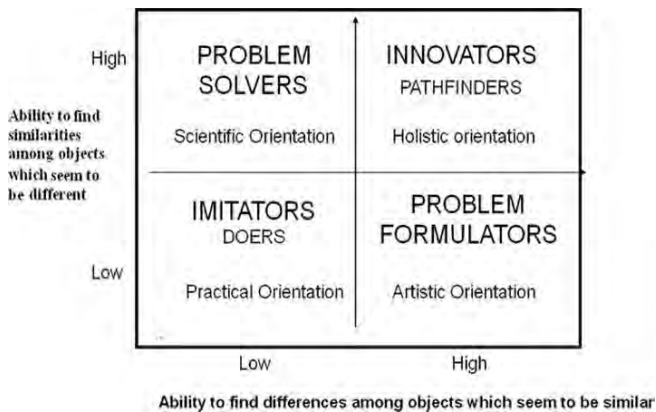 High
PROBLEM
SOLVERS
INNOVATORS
PATHFINDERS
Ability to find
similarities
among objects
which seem to
be different
Scientific Orientation
Holistic orientation
IMITATORS
DOERS
PROBLEM
FORMULATORS
Low
Practical Orientation
Artistic Orientation
Low
High
Ability to find differences among objects which seem to be similar